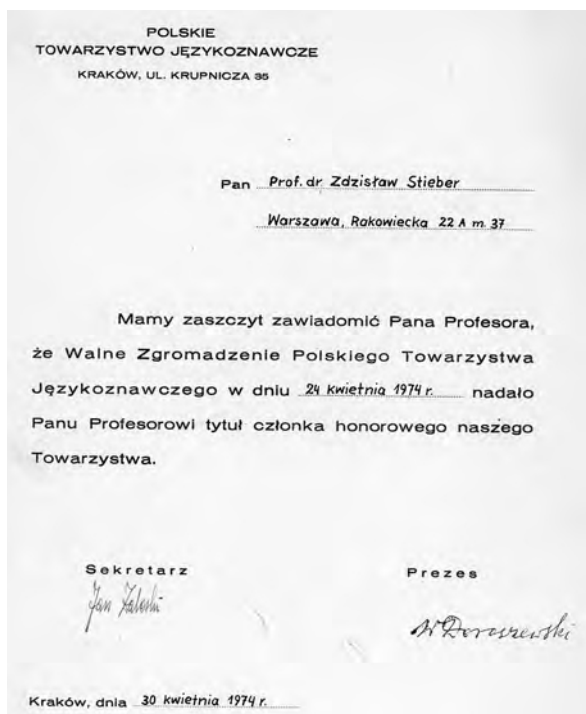 POLSKIE
TOWARZYSTWO JĘZYKOZNAWCZE
KRAKÓW, UL. KRUPNICZA 35
Pan Prof. dr Zdzisław Stieber
Warszawa, Rakowiecka 22 A m. 37
Mamy zaszczyt zawiadomić Pana Profesora,
że Walne Zgromadzenie Polskiego Towarzystwa
Językoznawczego w dniu 24 kwietnia 1974 r. nadało
Panu Profesorowi tytuł członka honorowego naszego
Towarzystwa.
Sekretarz
Prezes
Jan Zaleski
W Doroszewski
Kraków, dnia 30 kwietnia 1974 r.